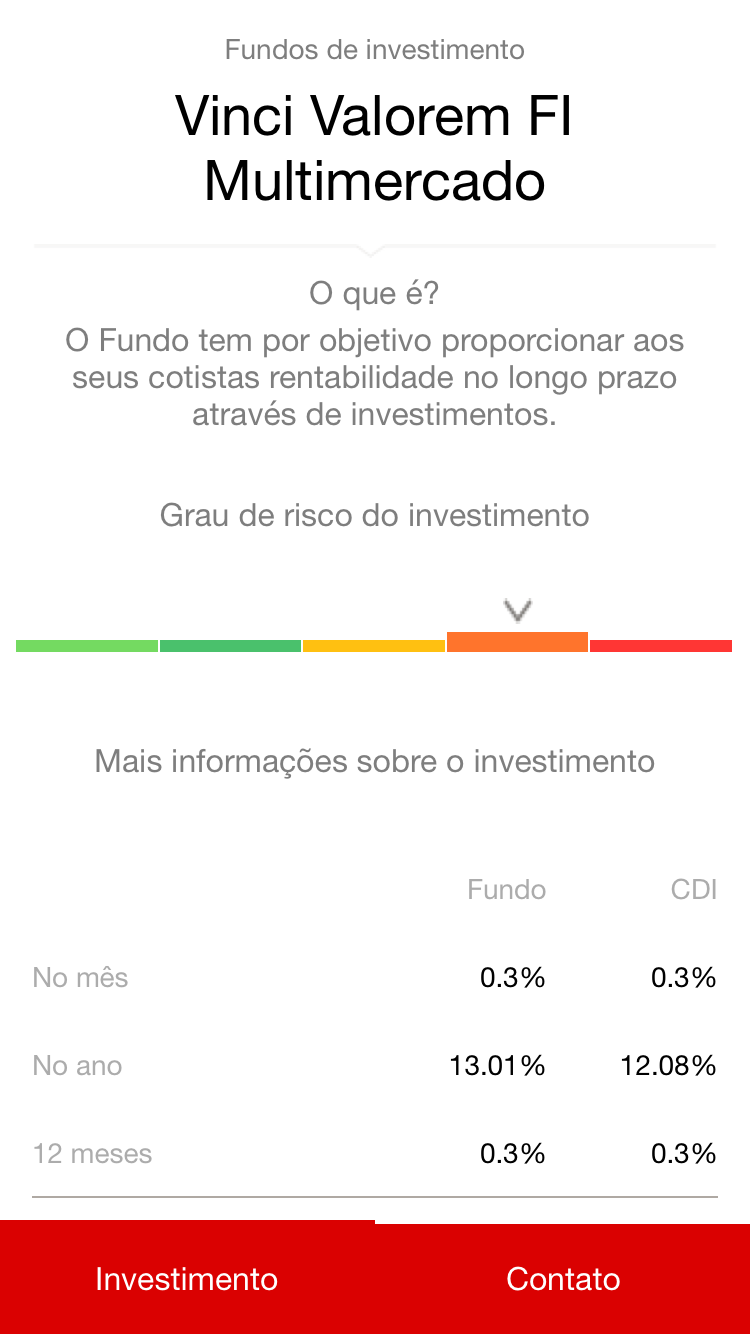 Fundos de investimento
Vinci Valorem FI
Multimercado
O que é?
O Fundo tem por objetivo proporcionar aos
seus cotistas rentabilidade no longo prazo
através de investimentos.
Grau de risco do investimento
Mais informações sobre o investimento
Fundo CDI
No mês 0.3% 0.3%
No ano 13.01% 12.08%
12 meses 0.3% 0.3%
Investimento Contato